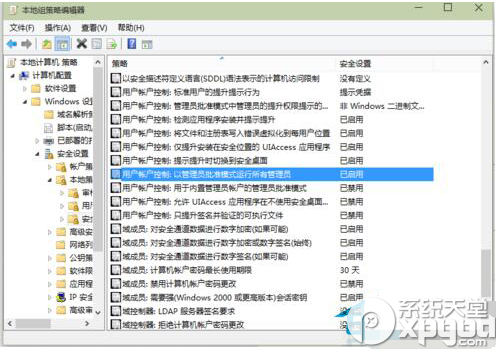 本地组策略编辑器
文件(F) 操作(A) 查看(V) 帮助(H)
本地计算机 策略
计算机配置
软件设置
Windows 设
域名解析策
脚本(启动/
已部署的打
安全设置
帐户策
本地策
审核
用户
安全
高级安
网络列
公钥策
软件限
应用程
IP 安全
高级审
策略 安全设置
以安全描述符定义语言(SDDL)语法表示的计算机访问限制 没有定义
用户帐户控制: 标准用户的提升提示行为 提示凭据
用户帐户控制: 管理员批准模式中管理员的提升权限提示的... 非 Windows 二进制文...
用户帐户控制: 检测应用程序安装并提示提升 已启用
用户帐户控制: 将文件和注册表写入错误虚拟化到每用户位置 已启用
用户帐户控制: 仅提升安装在安全位置的 UIAccess 应用程序 已启用
用户帐户控制: 提示提升时切换到安全桌面 已启用
用户帐户控制: 以管理员批准模式运行所有管理员 已启用
用户帐户控制: 用于内置管理员帐户的管理员批准模式 已禁用
用户帐户控制: 允许 UIAccess 应用程序在不使用安全桌面... 已禁用
用户帐户控制: 只提升签名并验证的可执行文件 已禁用
域成员: 对安全通道数据进行数字加密(如果可能) 已启用
域成员: 对安全通道数据进行数字加密或数字签名(始终) 已启用
域成员: 对安全通道数据进行数字签名(如果可能) 已启用
域成员: 计算机帐户密码最长使用期限 30 天
域成员: 禁用计算机帐户密码更改 已禁用
域成员: 需要强(Windows 2000 或更高版本)会话密钥 已启用
域控制器: LDAP 服务器签名要求
域控制器: 拒绝计算机帐户密码更改
系统天堂